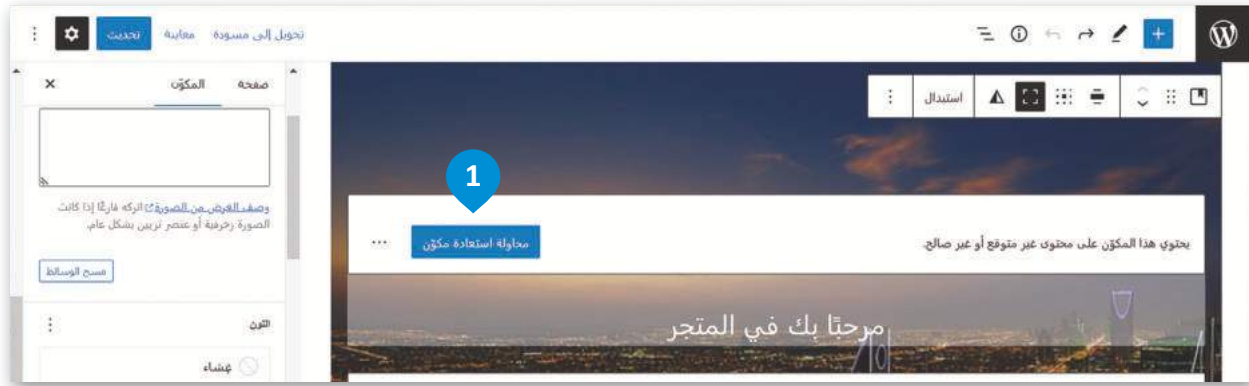 تحويل إلى مسودة
معاينة
تحديث
استبدال
صفحة
المكوّن
وصف الغرض من الصورة اتركه فارغًا إذا كانت
الصورة زخرفية أو عنصر تزيين بشكل عام.
مسح الوسائط
اللون
غشاء
1
يحتوي هذا المكوّن على محتوى غير متوقع أو غير صالح.
محاولة استعادة مكوّن
مرحبًا بك في المتجر